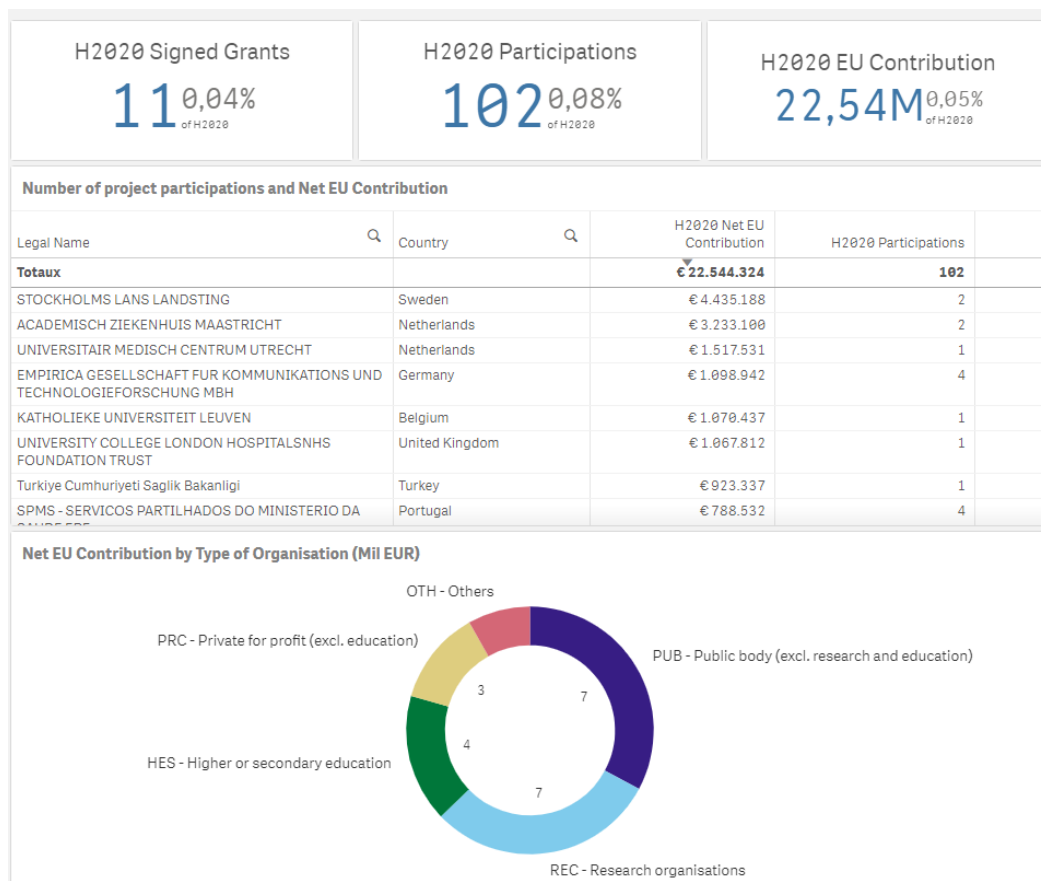 H2020 Signed Grants
11 0,04%
of H2020
H2020 Participations
102 0,08%
of H2020
H2020 EU Contribution
22,54M 0,05%
of H2020
Number of project participations and Net EU Contribution
Legal Name Country H2020 Net EU Contribution H2020 Participations
Totaux € 22.544.324 102
STOCKHOLMS LANS LANDSTING Sweden € 4.435.188 2
ACADEMISCH ZIEKENHUIS MAASTRICHT Netherlands € 3.233.100 2
UNIVERSITAIR MEDISCH CENTRUM UTRECHT Netherlands € 1.517.531 1
EMPIRICA GESELLSCHAFT FUR KOMMUNIKATIONS UND Germany € 1.098.942 4
TECHNOLOGIEFORSCHUNG MBH
KATHOLIEKE UNIVERSITEIT LEUVEN Belgium € 1.070.437 1
UNIVERSITY COLLEGE LONDON HOSPITALSNHS United Kingdom € 1.067.812 1
FOUNDATION TRUST
Turkiye Cumhuriyeti Saglik Bakanligi Turkey € 923.337 1
SPMS - SERVICOS PARTILHADOS DO MINISTERIO DA Portugal € 788.532 4
Net EU Contribution by Type of Organisation (Mil EUR)
OTH - Others
PRC - Private for profit (excl. education)
PUB - Public body (excl. research and education)
3
7
4
HES - Higher or secondary education
7
REC - Research organisations